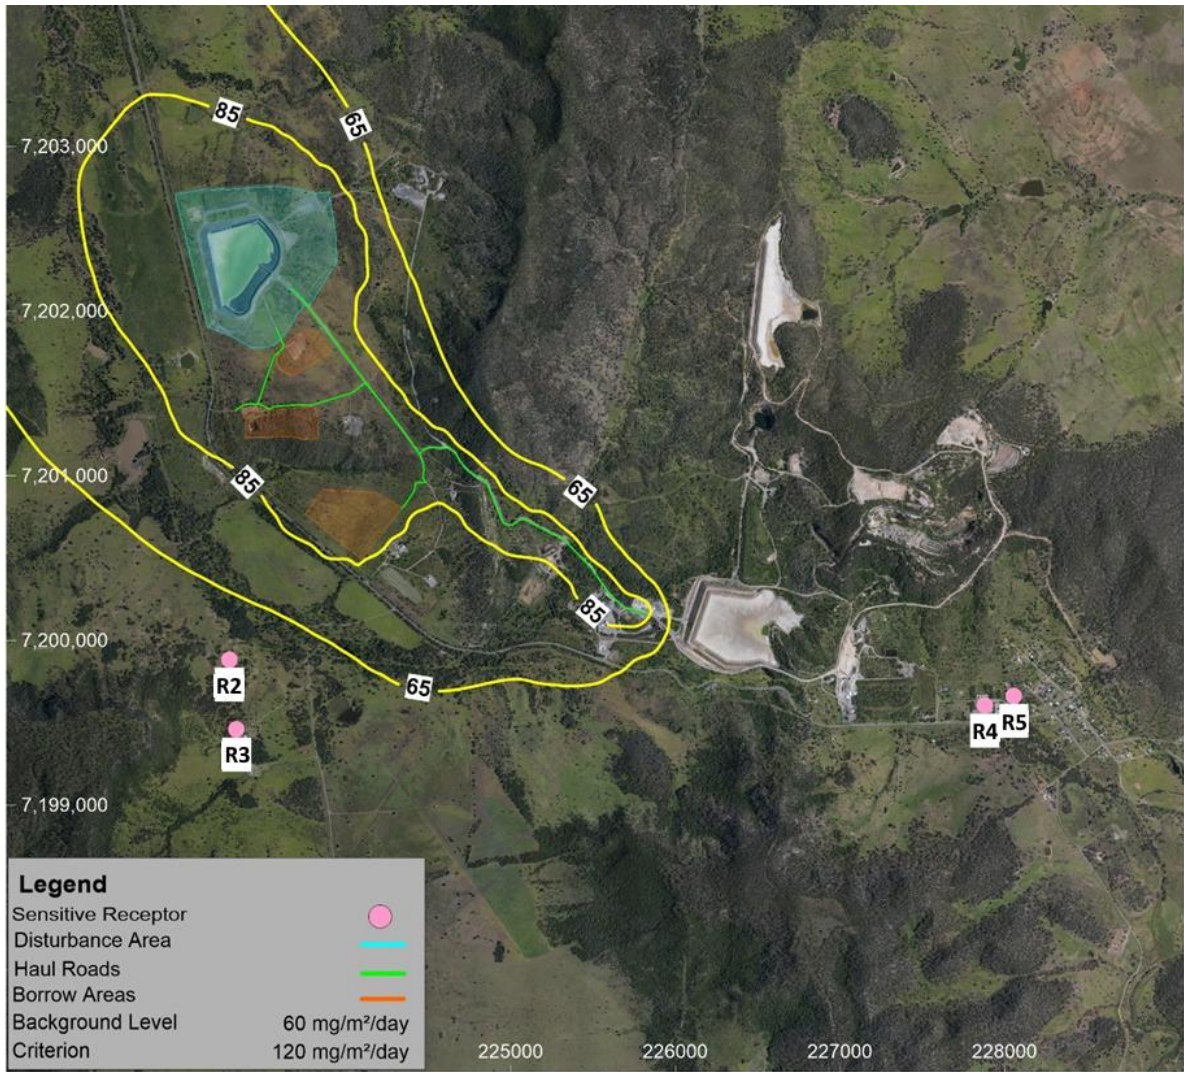 85
65
7,203,000
7,202,000
65
7,201,000
85
85
7,200,000
65
R2
R3
R4
R5
7,199,000
Legend
Sensitive Receptor
Disturbance Area
Haul Roads
Borrow Areas
Background Level 60 mg/m²/day
Criterion 120 mg/m²/day
225000 226000 227000 228000